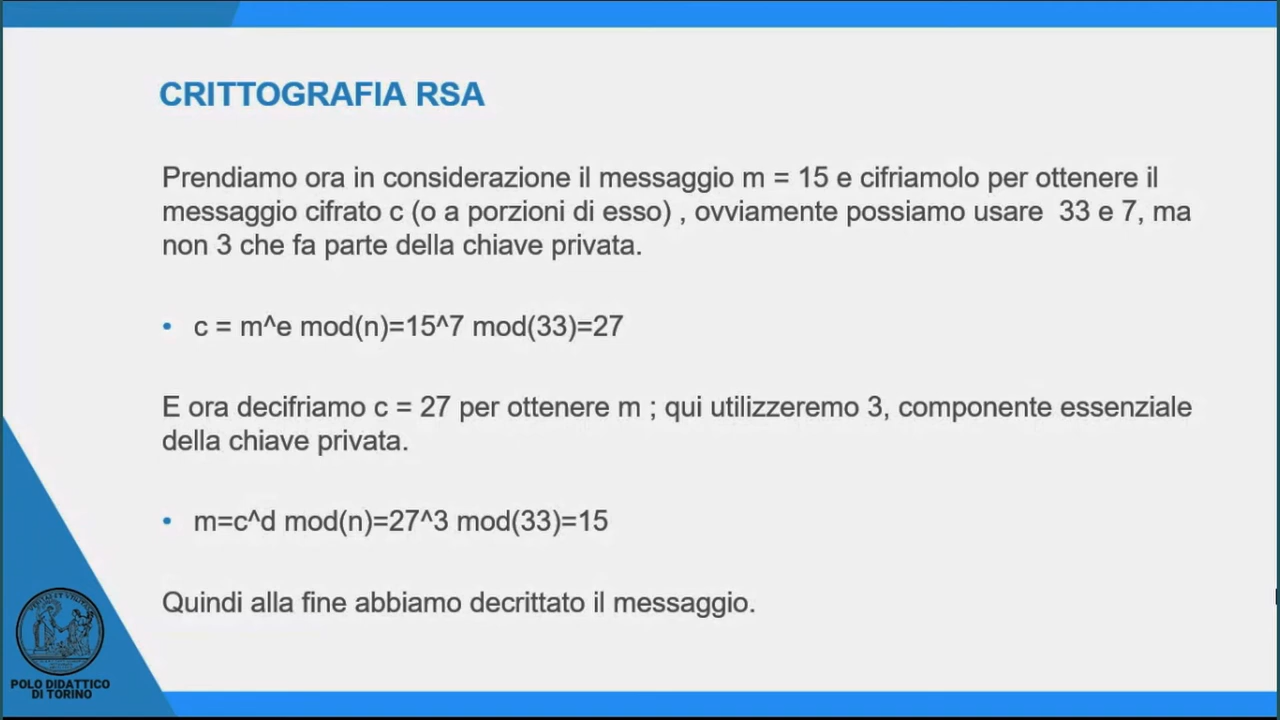 CRITTOGRAFIA RSA
Prendiamo ora in considerazione il messaggio m = 15 e cifriamolo per ottenere il
messaggio cifrato c (o a porzioni di esso) , ovviamente possiamo usare  33 e 7, ma
non 3 che fa parte della chiave privata.
• c = m^e mod(n)=15^7 mod(33)=27
E ora decifriamo c = 27 per ottenere m ; qui utilizzeremo 3, componente essenziale
della chiave privata.
• m=c^d mod(n)=27^3 mod(33)=15
Quindi alla fine abbiamo decrittato il messaggio.
POLO DIDATTICO
DI TORINO